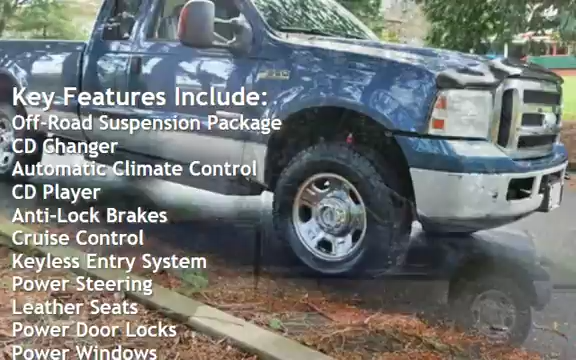 Key Features Include:
Off-Road Suspension Package
CD Changer
Automatic Climate Control
CD Player
Anti-Lock Brakes
Cruise Control
Keyless Entry System
Power Steering
Leather Seats
Power Door Locks
Power Windows